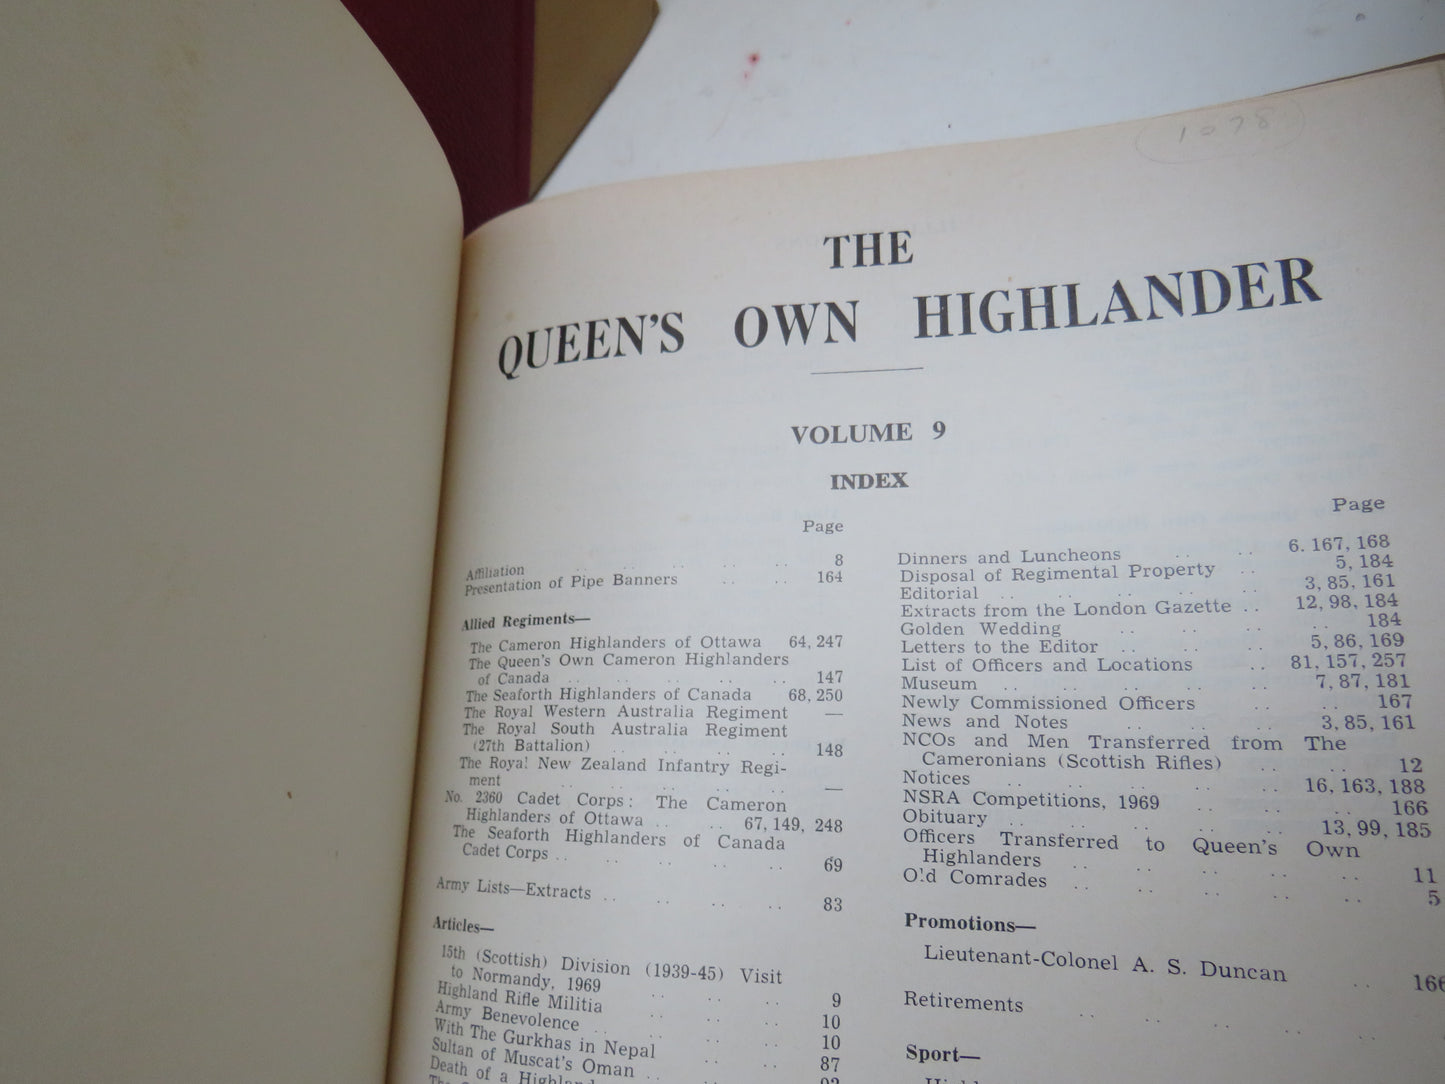 1078
THE
QUEEN'S OWN HIGHLANDER
VOLUME 9
INDEX
Page
Affiliation .. .. .. .. .. 8
Presentation of Pipe Banners .. .. 164
Allied Regiments—
The Cameron Highlanders of Ottawa 64, 247
The Queen's Own Cameron Highlanders
of Canada .. .. .. .. .. 147
The Seaforth Highlanders of Canada 68, 250
The Royal Western Australia Regiment —
The Royal South Australia Regiment
(27th Battalion) .. .. .. .. 148
The Royal New Zealand Infantry Regi-
ment .. .. .. .. .. —
No. 2360 Cadet Corps: The Cameron
Highlanders of Ottawa .. .. 67, 149, 248
The Seaforth Highlanders of Canada
Cadet Corps .. .. .. .. .. 69
Army Lists—Extracts .. .. .. .. 83
Articles—
15th (Scottish) Division (1939-45) Visit
to Normandy, 1969 .. .. .. 9
Highland Rifle Militia .. .. .. 10
Army Benevolence .. .. .. .. 10
With The Gurkhas in Nepal .. .. 87
Sultan of Muscat's Oman ..
Death of a
Page
Dinners and Luncheons .. .. 6. 167, 168
Disposal of Regimental Property .. 5, 184
Editorial .. .. .. .. .. 3, 85, 161
Extracts from the London Gazette .. 12, 98, 184
Golden Wedding .. .. .. .. 184
Letters to the Editor .. .. .. 5, 86, 169
List of Officers and Locations .. 81, 157, 257
Museum .. .. .. .. .. 7, 87, 181
Newly Commissioned Officers .. .. 167
News and Notes .. .. .. 3, 85, 161
NCOs and Men Transferred from The
Cameronians (Scottish Rifles) .. .. 12
Notices .. .. .. .. .. 16, 163, 188
NSRA Competitions, 1969 .. .. .. 166
Obituary .. .. .. .. .. 13, 99, 185
Officers Transferred to Queen's Own
Highlanders .. .. .. .. .. 11
Old Comrades .. .. .. .. .. 5
Promotions—
Lieutenant-Colonel A. S. Duncan .. 166
Retirements .. .. .. ..
Sport—